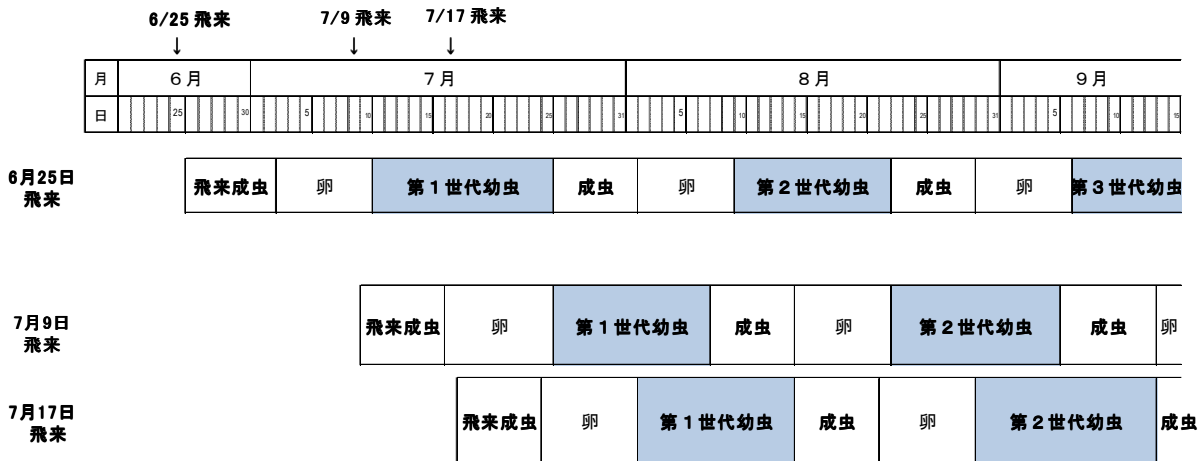 6/25 飛来 7/9 飛来 7/17 飛来
↓ ↓ ↓
月 6月 7月 8月 9月
日 25 30 5 10 15 20 25 31 5 10 15 20 25 31 5 10 15
6月25日
飛来
飛来成虫 卵 第1世代幼虫 成虫 卵 第2世代幼虫 成虫 卵 第3世代幼虫
7月9日
飛来
飛来成虫 卵 第1世代幼虫 成虫 卵 第2世代幼虫 成虫 卵
7月17日
飛来
飛来成虫 卵 第1世代幼虫 成虫 卵 第2世代幼虫 成虫